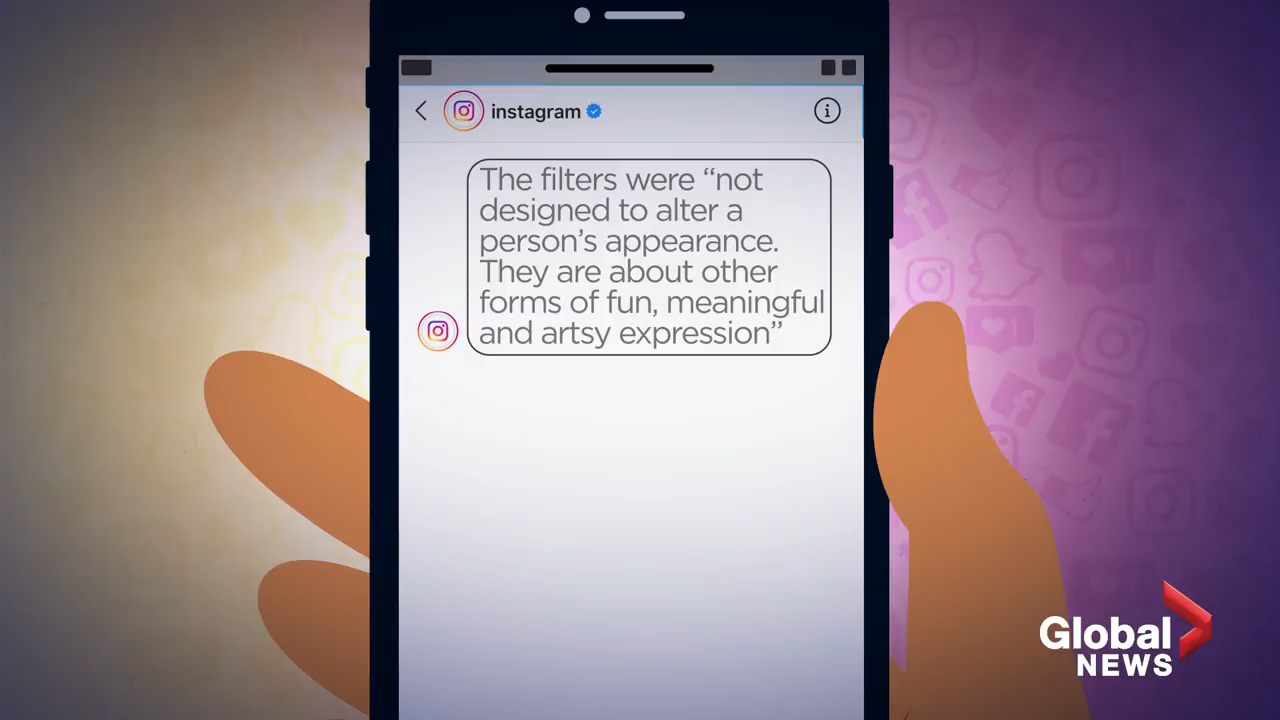 instagram
The filters were “not
designed to alter a
person’s appearance.
They are about other
forms of fun, meaningful
and artsy expression”
Global
NEWS